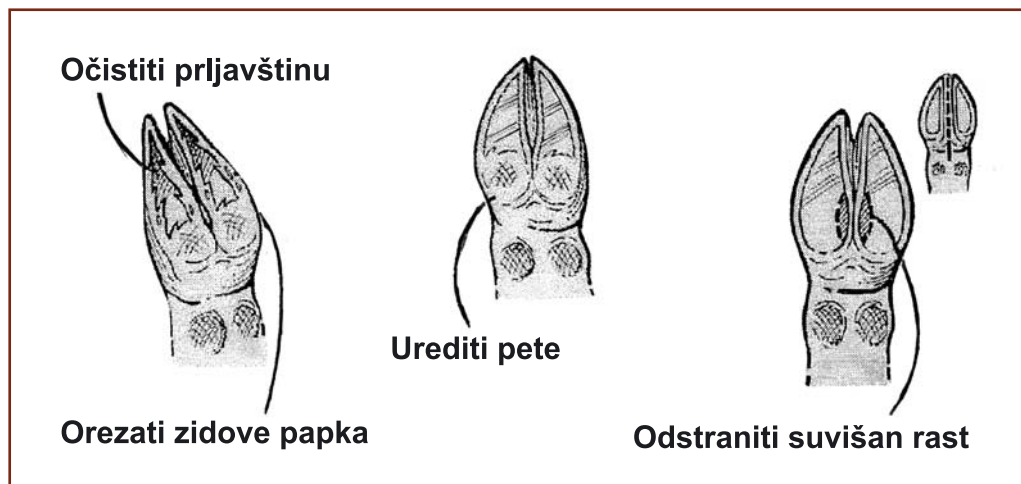 Očistiti prljavštinu
Urediti pete
Orezati zidove papka
Odstraniti suvišan rast